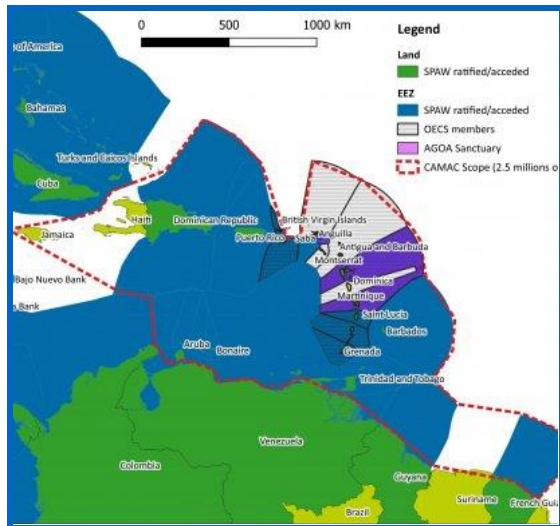 0 500 1000 km
Legend
Land
SPAW ratified/acceded
EEZ
SPAW ratified/acceded
OECS members
AGOA Sanctuary
CAMAC Scope (2.5 millions o
of America
Bahamas
Turks and Caicos Islands
Cuba
Haiti
Dominican Republic
Jamaica
British Virgin Islands
Anguilla
Puerto Rico
Saba
Antigua and Barbuda
Montserrat
Bajo Nuevo Bank
Bank
Dominica
Martinique
Saint Lucia
Barbados
Aruba
Bonaire
Grenada
Trinidad and Tobago
Venezuela
Colombia
Guyana
Suriname
French Guia
Brazil